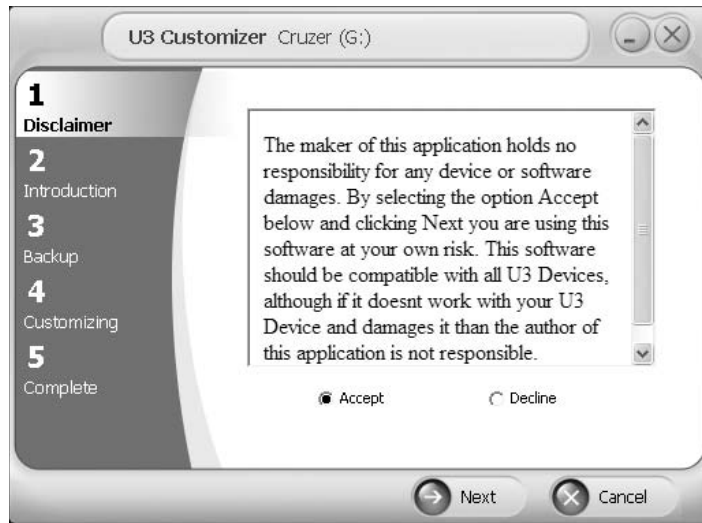 U3 Customizer Cruzer (G:)
1
Disclaimer
2
Introduction
3
Backup
4
Customizing
5
Complete
The maker of this application holds no
responsibility for any device or software
damages. By selecting the option Accept
below and clicking Next you are using this
software at your own risk. This software
should be compatible with all U3 Devices,
although if it doesnt work with your U3
Device and damages it than the author of
this application is not responsible.
Accept Decline
Next Cancel